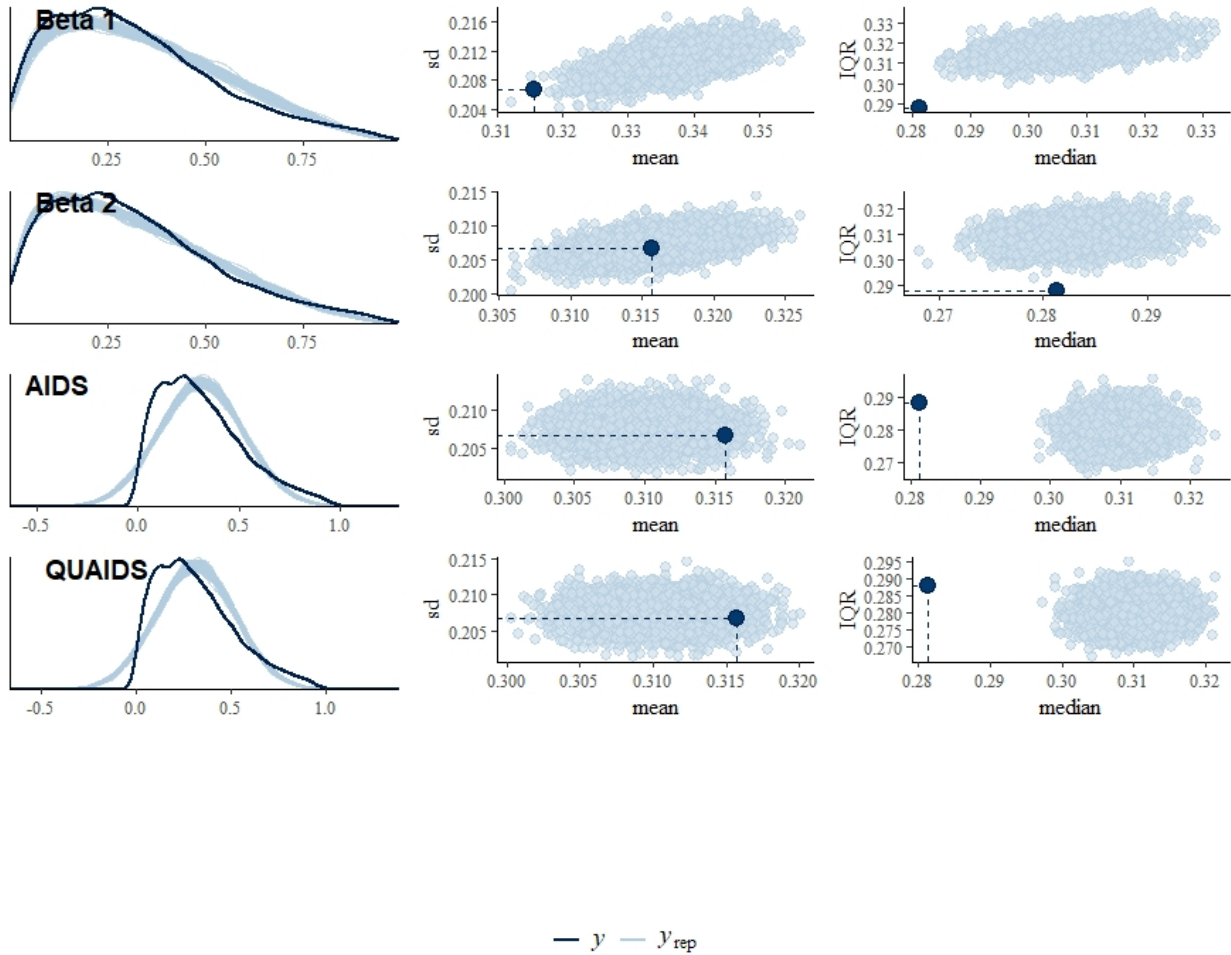 Beta 1
0.25 0.50 0.75
sd
0.216
0.212
0.208
0.204
0.31 0.32 0.33 0.34 0.35
mean
IQR
0.33
0.32
0.31
0.30
0.29
0.28 0.29 0.30 0.31 0.32 0.33
median
Beta 2
0.25 0.50 0.75
sd
0.215
0.210
0.205
0.200
0.305 0.310 0.315 0.320 0.325
mean
IQR
0.32
0.31
0.30
0.29
0.27 0.28 0.29
median
AIDS
-0.5 0.0 0.5 1.0
sd
0.210
0.205
0.300 0.305 0.310 0.315 0.320
mean
IQR
0.29
0.28
0.27
0.28 0.29 0.30 0.31 0.32
median
QUAIDS
-0.5 0.0 0.5 1.0
sd
0.215
0.210
0.205
0.300 0.305 0.310 0.315 0.320
mean
IQR
0.295
0.290
0.285
0.280
0.275
0.270
0.28 0.29 0.30 0.31 0.32
median
y y rep